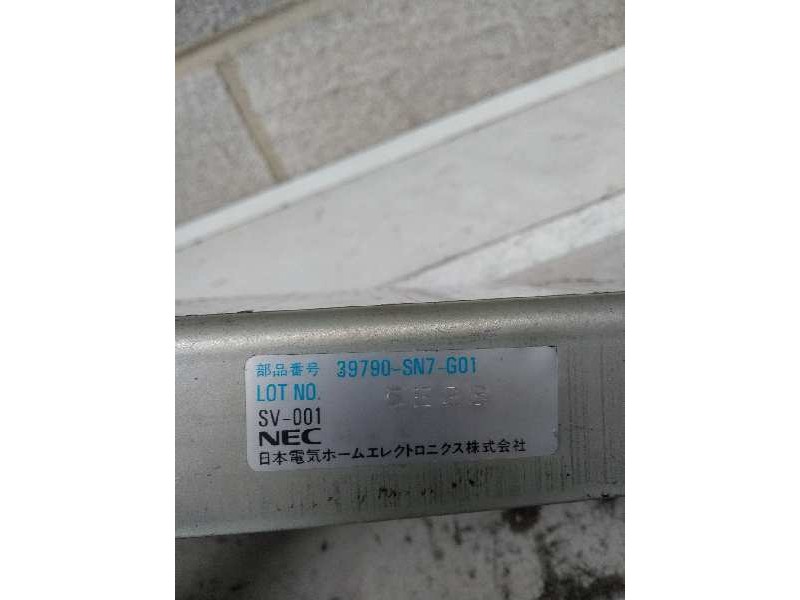 部品番号 39790-SN7-G01
LOT NO.
SV-001
NEC
日本電気ホームエレクトロニクス株式会社